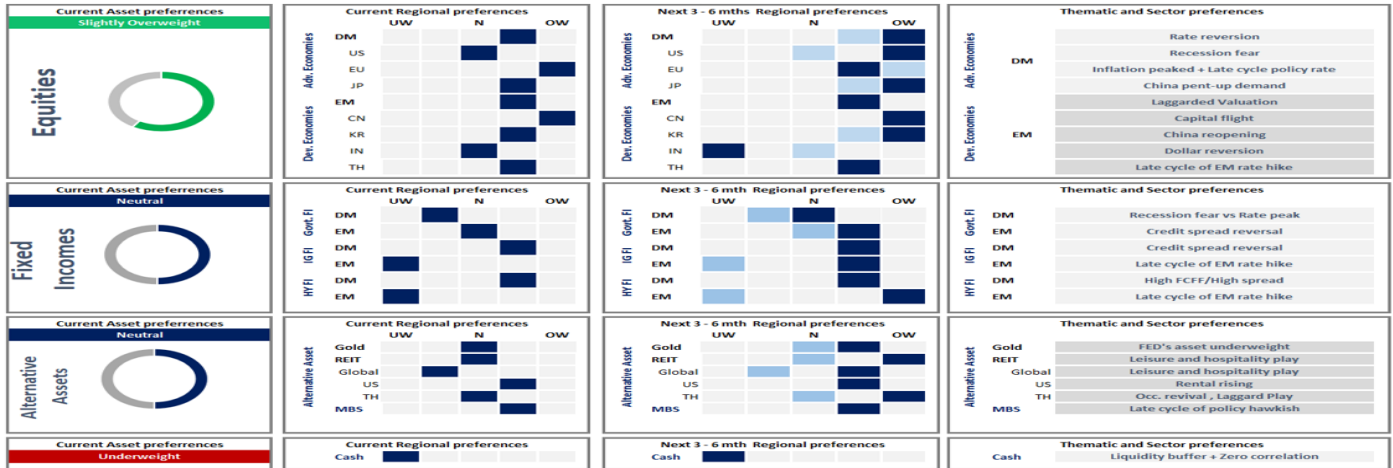 Current Asset preferrences
Slightly Overweight
Equities
Current Regional preferences
UW N OW
Adv. Economies
DM
US
EU
JP
Dev. Economies
EM
CN
KR
IN
TH
Next 3 - 6 mths Regional preferences
UW N OW
Adv. Economies
DM
US
EU
JP
Dev. Economies
EM
CN
KR
IN
TH
Thematic and Sector preferences
Adv. Economies
DM
Rate reversion
Recession fear
Inflation peaked + Late cycle policy rate
China pent-up demand
Dev. Economies
EM
Laggarded Valuation
Capital flight
China reopening
Dollar reversion
Late cycle of EM rate hike
Current Asset preferrences
Neutral
Fixed
Incomes
Current Regional preferences
UW N OW
Govt. FI
DM
EM
IG FI
DM
EM
HY FI
DM
EM
Next 3 - 6 mth Regional preferences
UW N OW
Govt. FI
DM
EM
IG FI
DM
EM
HY FI
DM
EM
Thematic and Sector preferences
Govt. FI
DM Recession fear vs Rate peak
EM Credit spread reversal
IG FI
DM Credit spread reversal
EM Late cycle of EM rate hike
HY FI
DM High FCFF/High spread
EM Late cycle of EM rate hike
Current Asset preferrences
Neutral
Alternative
Assets
Current Regional preferences
UW N OW
Alternative Asset
Gold
REIT
Global
US
TH
MBS
Next 3 - 6 mth Regional preferences
UW N OW
Alternative Asset
Gold
REIT
Global
US
TH
MBS
Thematic and Sector preferences
Alternative Asset
Gold FED's asset underweight
REIT Leisure and hospitality play
Global Leisure and hospitality play
US Rental rising
TH Occ. revival , Laggard Play
MBS Late cycle of policy hawkish
Current Asset preferrences
Underweight
Current Regional preferences
Cash
Next 3 - 6 mth Regional preferences
Cash
Thematic and Sector preferences
Cash Liquidity buffer + Zero correlation